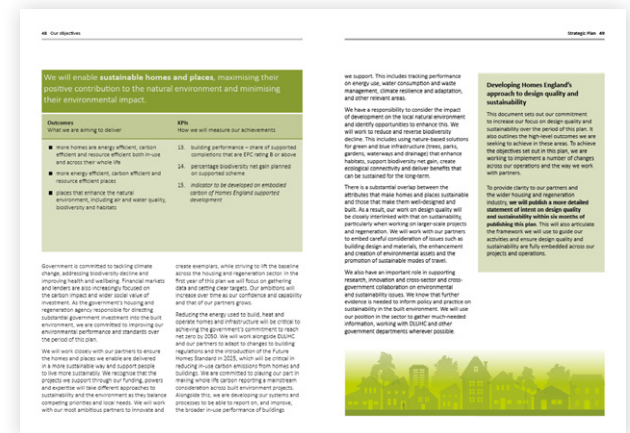 48 Our objectives
We will enable sustainable homes and places, maximising their
positive contribution to the natural environment and minimising
their environmental impact.
Outcomes
What we are aiming to deliver
more homes are energy efficient, carbon
efficient and resource efficient both in-use
and across their whole life
more energy efficient, carbon efficient and
resource efficient places
places that enhance the natural
environment, including air and water quality,
biodiversity and habitats
KPIs
How we will measure our achievements
13. building performance – share of supported
completions that are EPC rating B or above
14. percentage biodiversity net gain planned
on supported scheme
15. indicator to be developed on embodied
carbon of Homes England supported
development
Government is committed to tackling climate
change, addressing biodiversity decline and
improving health and wellbeing. Financial markets
and lenders are also increasingly focused on
the carbon impact and wider social value of
investment. As the government's housing and
regeneration agency responsible for directing
substantial government investment into the built
environment, we are committed to improving our
environmental performance and standards over
the period of this plan.
We will work closely with our partners to ensure
the homes and places we enable are delivered
in a more sustainable way and support people
to live more sustainably. We recognise that the
projects we support through our funding, powers
and expertise will take different approaches to
sustainability and the environment as they balance
competing priorities and local needs. We will work
with our most ambitious partners to innovate and
create exemplars, while striving to lift the baseline
across the housing and regeneration sector. In the
first year of this plan we will focus on gathering
data and setting clear targets. Our ambitions will
increase over time as our confidence and capability
and that of our partners grows.
Reducing the energy used to build, heat and
operate homes and infrastructure will be critical to
achieving the government's commitment to reach
net zero by 2050. We will work alongside DLUHC
and our partners to adapt to changes to building
regulations and the introduction of the Future
Homes Standard in 2025, which will be critical in
reducing in-use carbon emissions from homes and
buildings. We are committed to playing our part in
making whole life carbon reporting a mainstream
consideration across built environment projects.
Alongside this, we are developing our systems and
processes to be able to report on, and improve,
the broader in-use performance of buildings
Strategic Plan 49
we support. This includes tracking performance
on energy use, water consumption and waste
management, climate resilience and adaptation,
and other relevant areas.
We have a responsibility to consider the impact
of development on the local natural environment
and identify opportunities to enhance this. We
will work to reduce and reverse biodiversity
decline. This includes using nature-based solutions
for green and blue infrastructure (trees, parks,
gardens, waterways and drainage) that enhance
habitats, support biodiversity net gain, create
ecological connectivity and deliver benefits that
can be sustained for the long-term.
There is a substantial overlap between the
attributes that make homes and places sustainable
and those that make them well-designed and
built. As a result, our work on design quality will
be closely interlinked with that on sustainability,
particularly when working on larger-scale projects
and regeneration. We will work with our partners
to embed careful consideration of issues such as
building design and materials, the enhancement
and creation of environmental assets and the
promotion of sustainable modes of travel.
We also have an important role in supporting
research, innovation and cross-sector and cross-
government collaboration on environmental
and sustainability issues. We know that further
evidence is needed to inform policy and practice on
sustainability in the built environment. We will use
our position in the sector to gather much-needed
information, working with DLUHC and other
government departments wherever possible.
Developing Homes England's
approach to design quality and
sustainability
This document sets out our commitment
to increase our focus on design quality and
sustainability over the period of this plan. It
also outlines the high-level outcomes we are
seeking to achieve in these areas. To achieve
the objectives set out in this plan, we are
working to implement a number of changes
across our operations and the way we work
with partners.
To provide clarity to our partners and
the wider housing and regeneration
industry, we will publish a more detailed
statement of intent on design quality
and sustainability within six months of
publishing this plan. This will also articulate
the framework we will use to guide our
activities and ensure design quality and
sustainability are fully embedded across our
projects and operations.